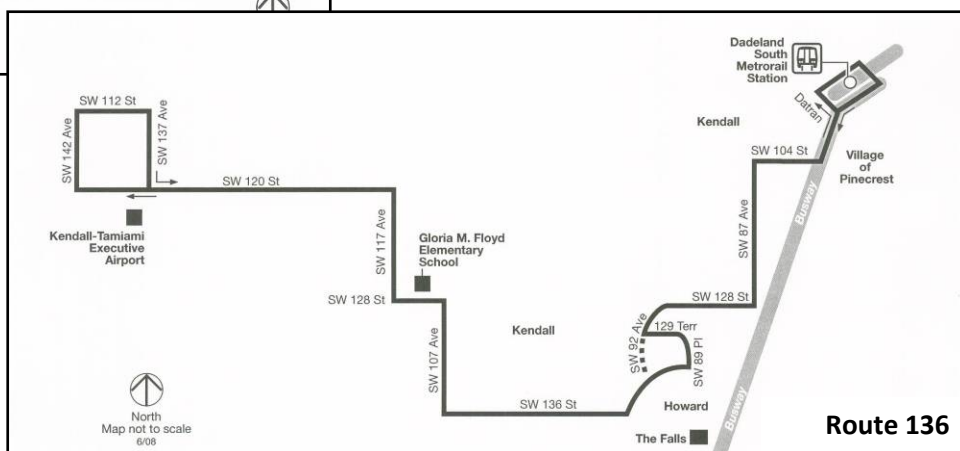 Dadeland
South
Metrorail
Station
SW 112 St
SW 142 Ave
SW 137 Ave
Datran
Kendall
SW 104 St
Village
of
Pinecrest
SW 120 St
Busway
Kendall-Tamiami
Executive
Airport
SW 117 Ave
Gloria M. Floyd
Elementary
School
SW 87 Ave
SW 128 St
SW 128 St
Kendall
SW 92 Ave
129 Terr
SW 89 Pl
SW 107 Ave
SW 136 St
Howard
Busway
The Falls
North
Map not to scale
6/08
Route 136